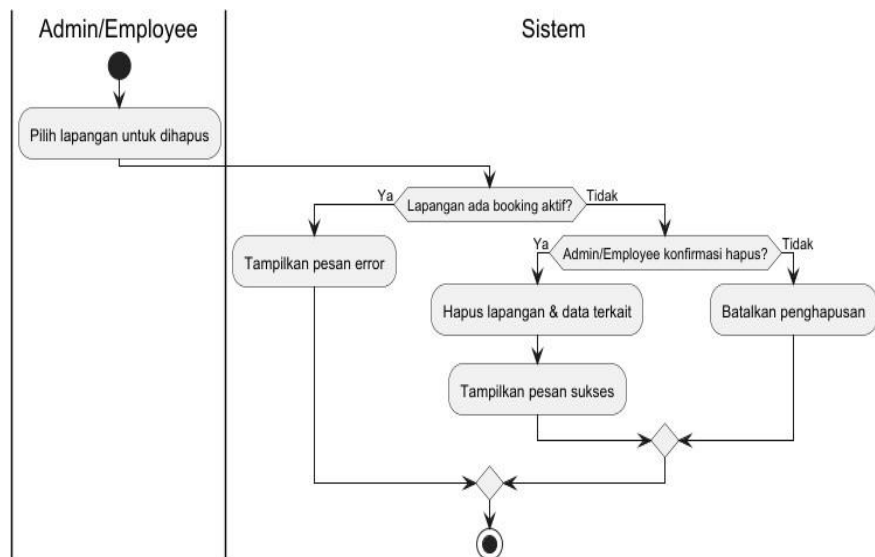 Admin/Employee
Sistem
Pilih lapangan untuk dihapus
Ya
Lapangan ada booking aktif?
Tidak
Tampilkan pesan error
Ya
Admin/Employee konfirmasi hapus?
Tidak
Hapus lapangan & data terkait
Batalkan penghapusan
Tampilkan pesan sukses